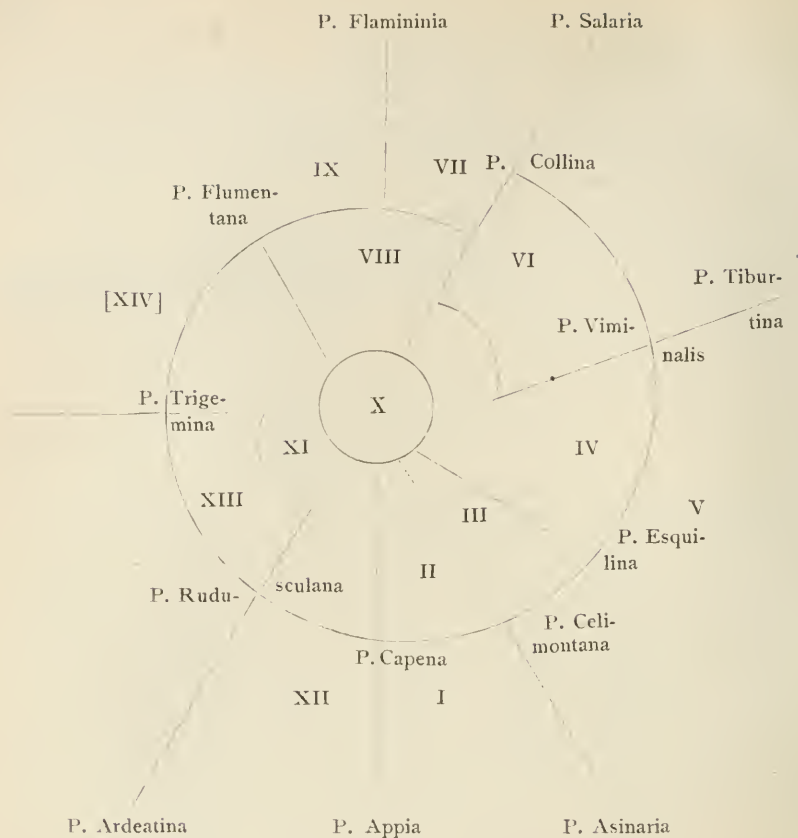 P. Flamininia P. Salaria
IX VII P. Collina
P. Flumen-
tana
VIII VI
[XIV] P. Tibur-
tina
P. Vimi-
nalis
P. Trige-
mina
X
XI IV
XIII III V
P. Esqui-
lina
II
P. Rudu-
sculana
P. Celi-
montana
P. Capena
XII I
P. Ardeatina P. Appia P. Asinaria